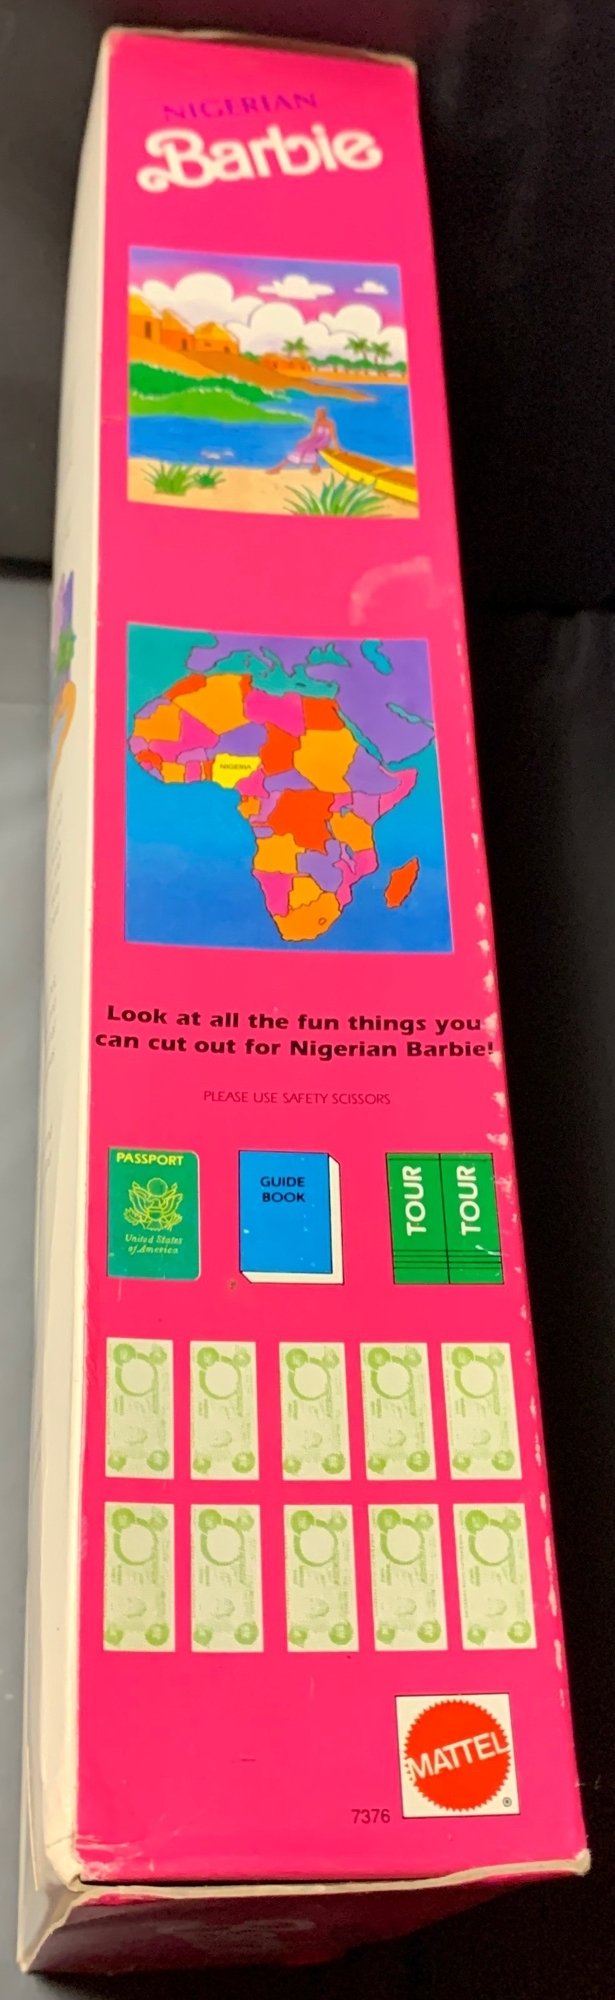 NIGERIAN
Barbie
NIGERIA
Look at all the fun things you
can cut out for Nigerian Barbie!
PLEASE USE SAFETY SCISSORS
PASSPORT
United States
of America
GUIDE
BOOK
TOUR
TOUR
MATTEL
®
7376